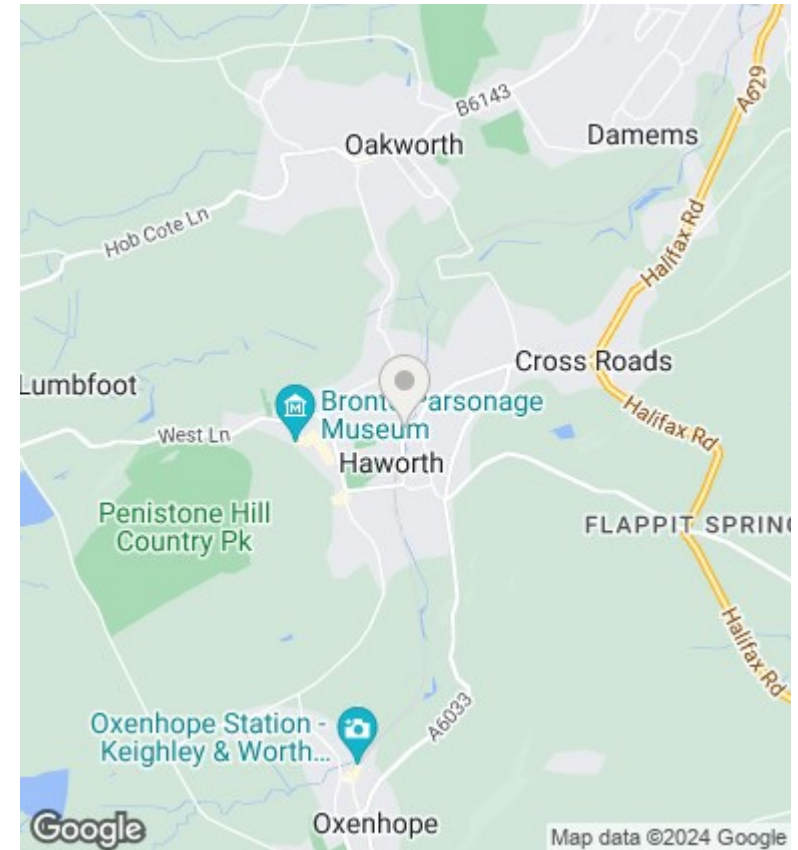 B6143
A629
Oakworth
Damems
Hob Cote Ln
Halifax Rd
Cross Roads
Lumbfoot
Parsonage
Museum
Halifax Rd
West Ln
Haworth
Penistone Hill
Country Pk
FLAPPIT SPRING
Halifax Rd
Oxenhope Station -
Keighley & Worth...
A6033
Oxenhope
Google
Map data ©2024 Google